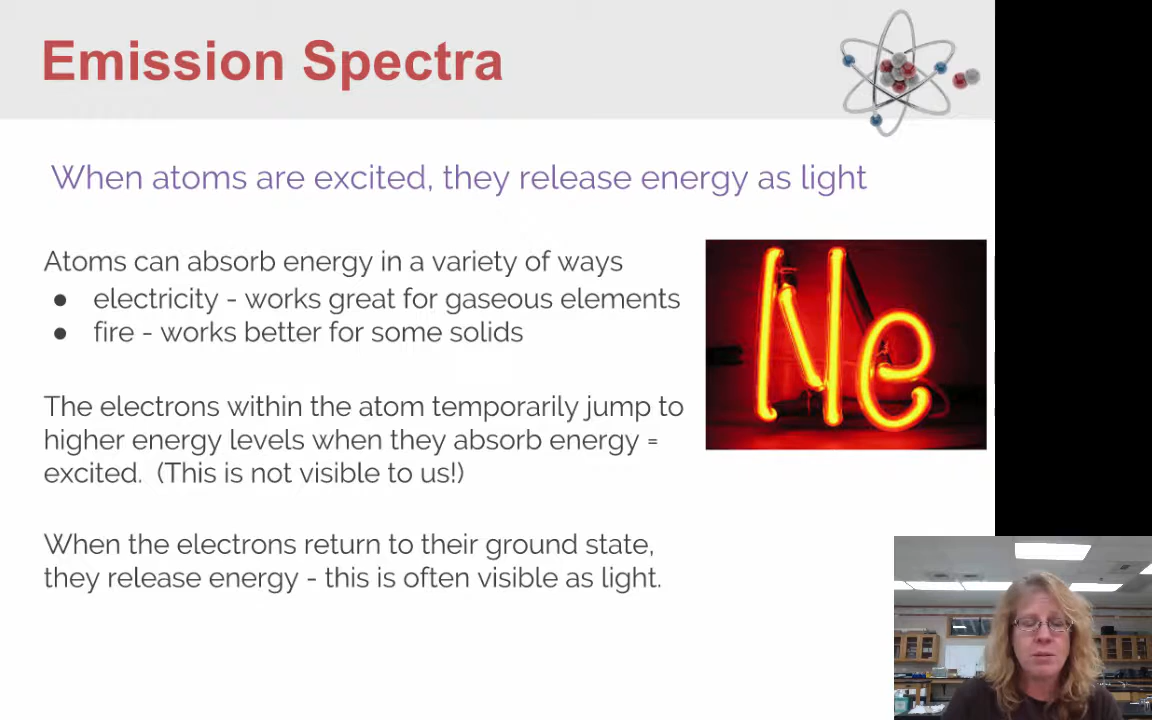 Emission Spectra
When atoms are excited, they release energy as light
Atoms can absorb energy in a variety of ways
● electricity - works great for gaseous elements
● fire - works better for some solids
The electrons within the atom temporarily jump to
higher energy levels when they absorb energy =
excited. (This is not visible to us!)
When the electrons return to their ground state,
they release energy - this is often visible as light.
Ne